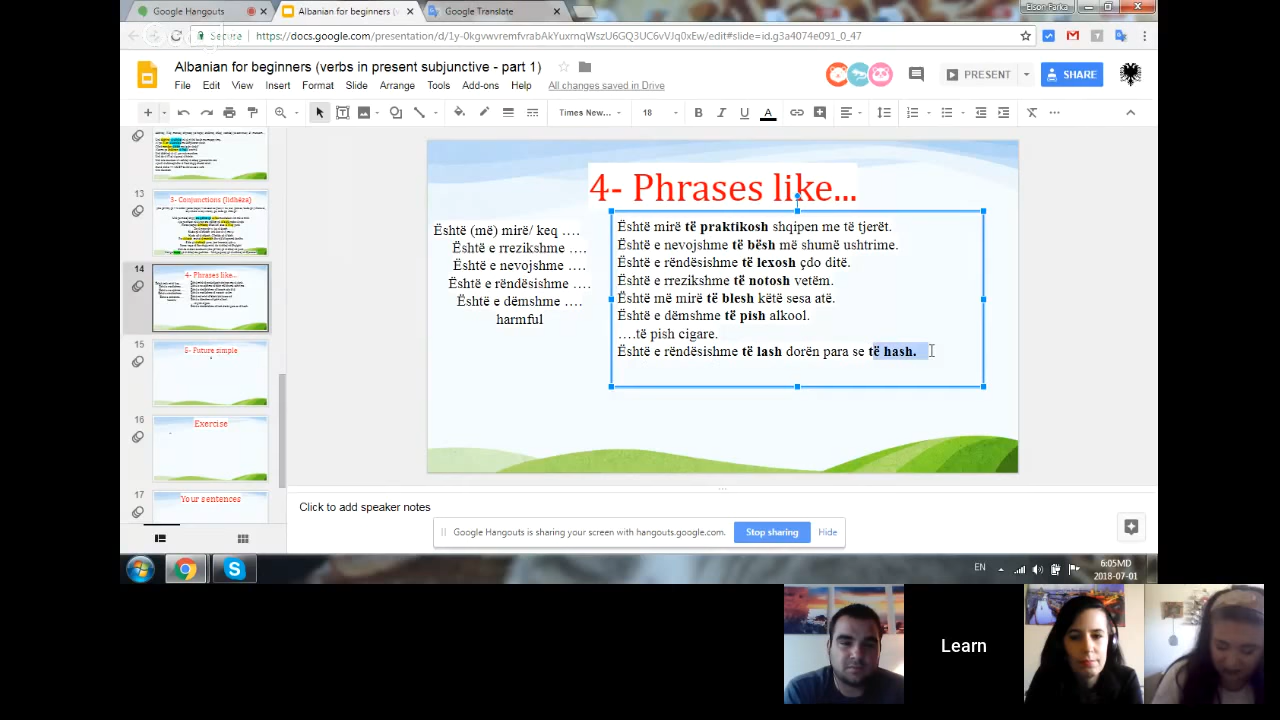 Google Hangouts
Albanian for beginners (v
Google Translate
Elson Farka
Secure
https://docs.google.com/presentation/d/1y-0kgvwvremfvrabAkYuxrnqWszU6GQ3UC6vVJq0xEw/edit#slide=id.g3a4074e091_0_47
Albanian for beginners (verbs in present subjunctive - part 1)
File Edit View Insert Format Slide Arrange Tools Add-ons Help All changes saved in Drive
PRESENT
SHARE
Times New...
18
B I U A
13
3- Conjunctions (lidhëza)
14
4- Phrases like...
15
5- Future simple
16
Exercise
17
Your sentences
4- Phrases like...
Është (më) mirë/ keq ….
Është e rrezikshme ….
Është e nevojshme ….
Është e rëndësishme ….
Është e dëmshme ….
harmful
Është mirë të praktikosh shqipen me të tjerët.
Është e nevojshme të bësh më shumë ushtrime.
Është e rëndësishme të lexosh çdo ditë.
Është e rrezikshme të notosh vetëm.
Është më mirë të blesh këtë sesa atë.
Është e dëmshme të pish alkool.
…të pish cigare.
Është e rëndësishme të lash dorën para se të hash.
Click to add speaker notes
Google Hangouts is sharing your screen with hangouts.google.com.
Stop sharing
Hide
EN
6:05MD
2018-07-01
Learn